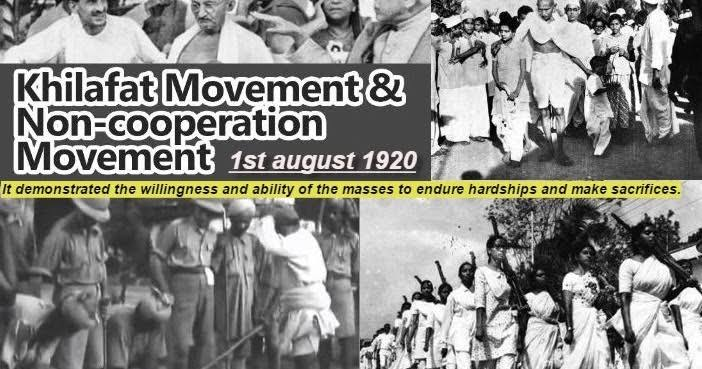 Khilafat Movement &
Non-cooperation
Movement 1st august 1920
It demonstrated the willingness and ability of the masses to endure hardships and make sacrifices.